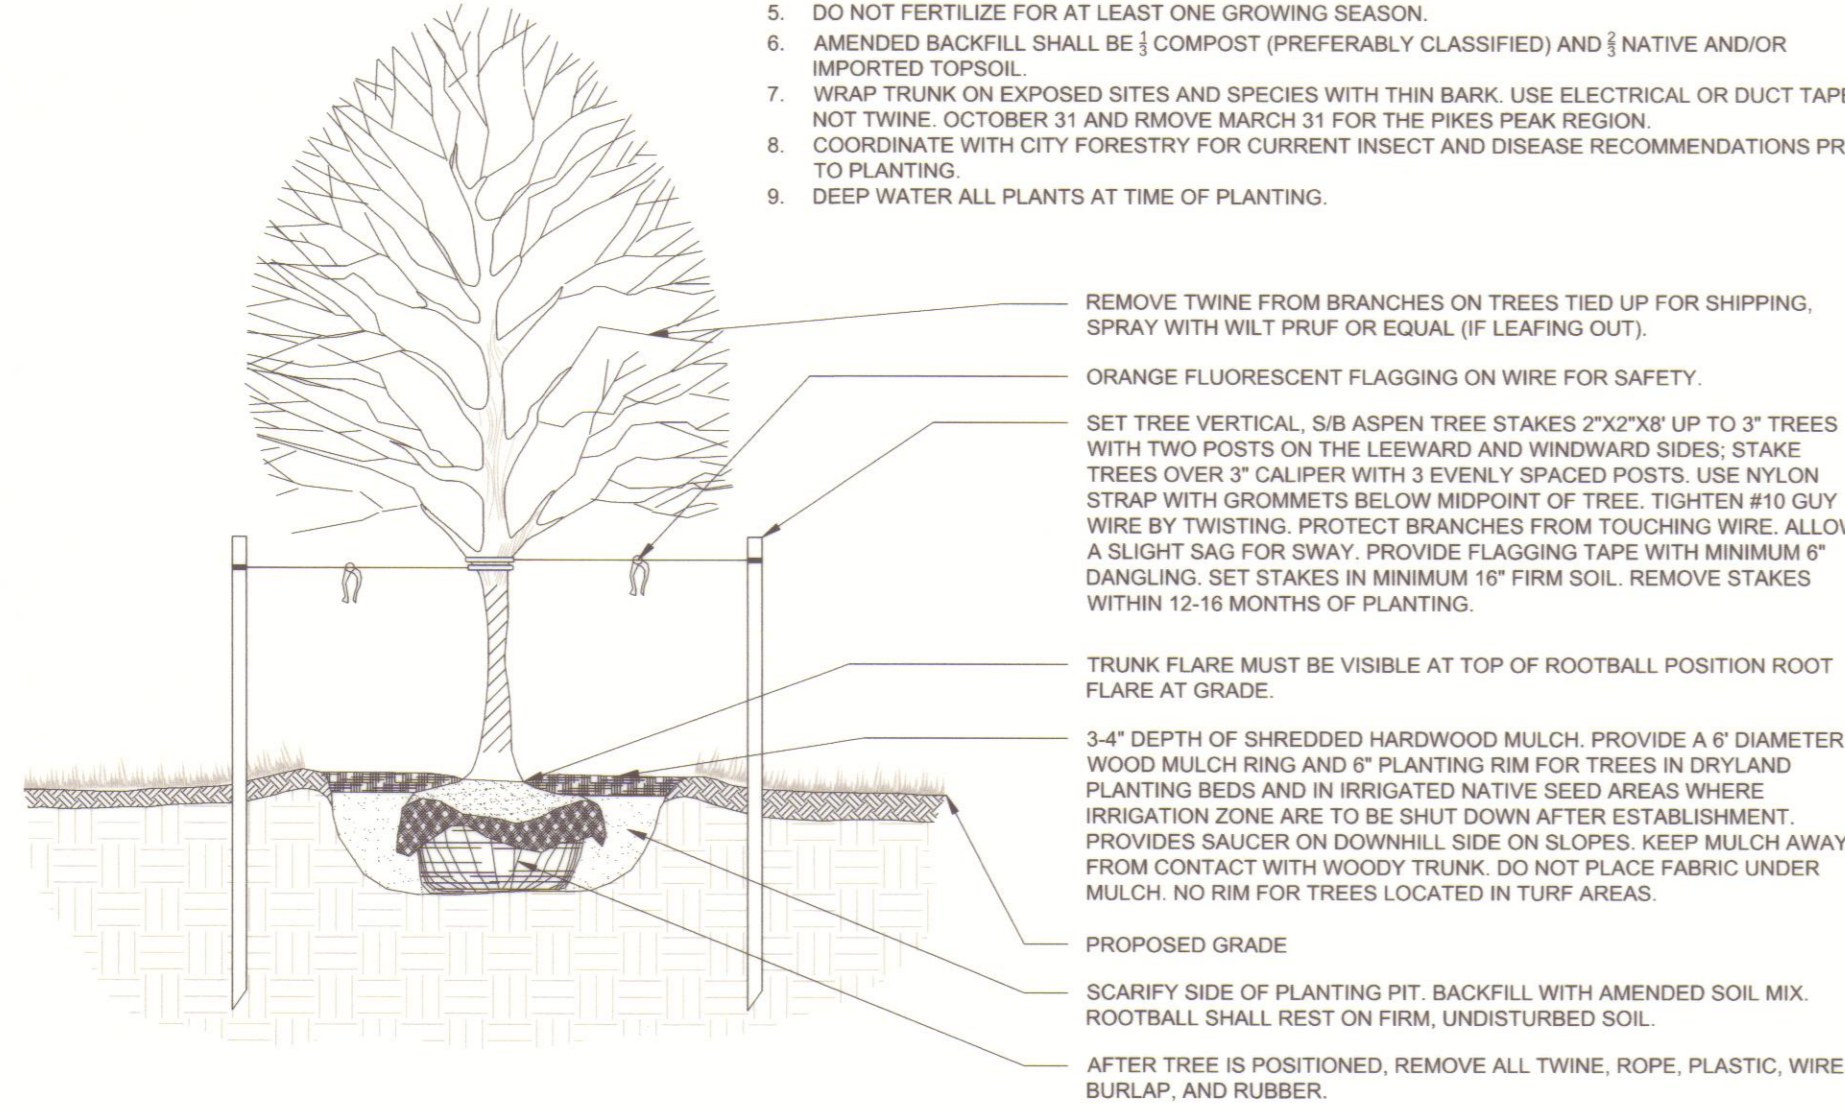 5. DO NOT FERTILIZE FOR AT LEAST ONE GROWING SEASON.
6. AMENDED BACKFILL SHALL BE 1/3 COMPOST (PREFERABLY CLASSIFIED) AND 2/3 NATIVE AND/OR
IMPORTED TOPSOIL.
7. WRAP TRUNK ON EXPOSED SITES AND SPECIES WITH THIN BARK. USE ELECTRICAL OR DUCT TAPE
NOT TWINE. OCTOBER 31 AND RMOVE MARCH 31 FOR THE PIKES PEAK REGION.
8. COORDINATE WITH CITY FORESTRY FOR CURRENT INSECT AND DISEASE RECOMMENDATIONS PR
TO PLANTING.
9. DEEP WATER ALL PLANTS AT TIME OF PLANTING.
REMOVE TWINE FROM BRANCHES ON TREES TIED UP FOR SHIPPING,
SPRAY WITH WILT PRUF OR EQUAL (IF LEAFING OUT).
ORANGE FLUORESCENT FLAGGING ON WIRE FOR SAFETY.
SET TREE VERTICAL, S/B ASPEN TREE STAKES 2"X2"X8' UP TO 3" TREES
WITH TWO POSTS ON THE LEEWARD AND WINDWARD SIDES; STAKE
TREES OVER 3" CALIPER WITH 3 EVENLY SPACED POSTS. USE NYLON
STRAP WITH GROMMETS BELOW MIDPOINT OF TREE. TIGHTEN #10 GUY
WIRE BY TWISTING. PROTECT BRANCHES FROM TOUCHING WIRE. ALLOW
A SLIGHT SAG FOR SWAY. PROVIDE FLAGGING TAPE WITH MINIMUM 6"
DANGLING. SET STAKES IN MINIMUM 16" FIRM SOIL. REMOVE STAKES
WITHIN 12-16 MONTHS OF PLANTING.
TRUNK FLARE MUST BE VISIBLE AT TOP OF ROOTBALL POSITION ROOT
FLARE AT GRADE.
3-4" DEPTH OF SHREDDED HARDWOOD MULCH. PROVIDE A 6' DIAMETER
WOOD MULCH RING AND 6" PLANTING RIM FOR TREES IN DRYLAND
PLANTING BEDS AND IN IRRIGATED NATIVE SEED AREAS WHERE
IRRIGATION ZONE ARE TO BE SHUT DOWN AFTER ESTABLISHMENT.
PROVIDES SAUCER ON DOWNHILL SIDE ON SLOPES. KEEP MULCH AWAY
FROM CONTACT WITH WOODY TRUNK. DO NOT PLACE FABRIC UNDER
MULCH. NO RIM FOR TREES LOCATED IN TURF AREAS.
PROPOSED GRADE
SCARIFY SIDE OF PLANTING PIT. BACKFILL WITH AMENDED SOIL MIX.
ROOTBALL SHALL REST ON FIRM, UNDISTURBED SOIL.
AFTER TREE IS POSITIONED, REMOVE ALL TWINE, ROPE, PLASTIC, WIRE
BURLAP, AND RUBBER.